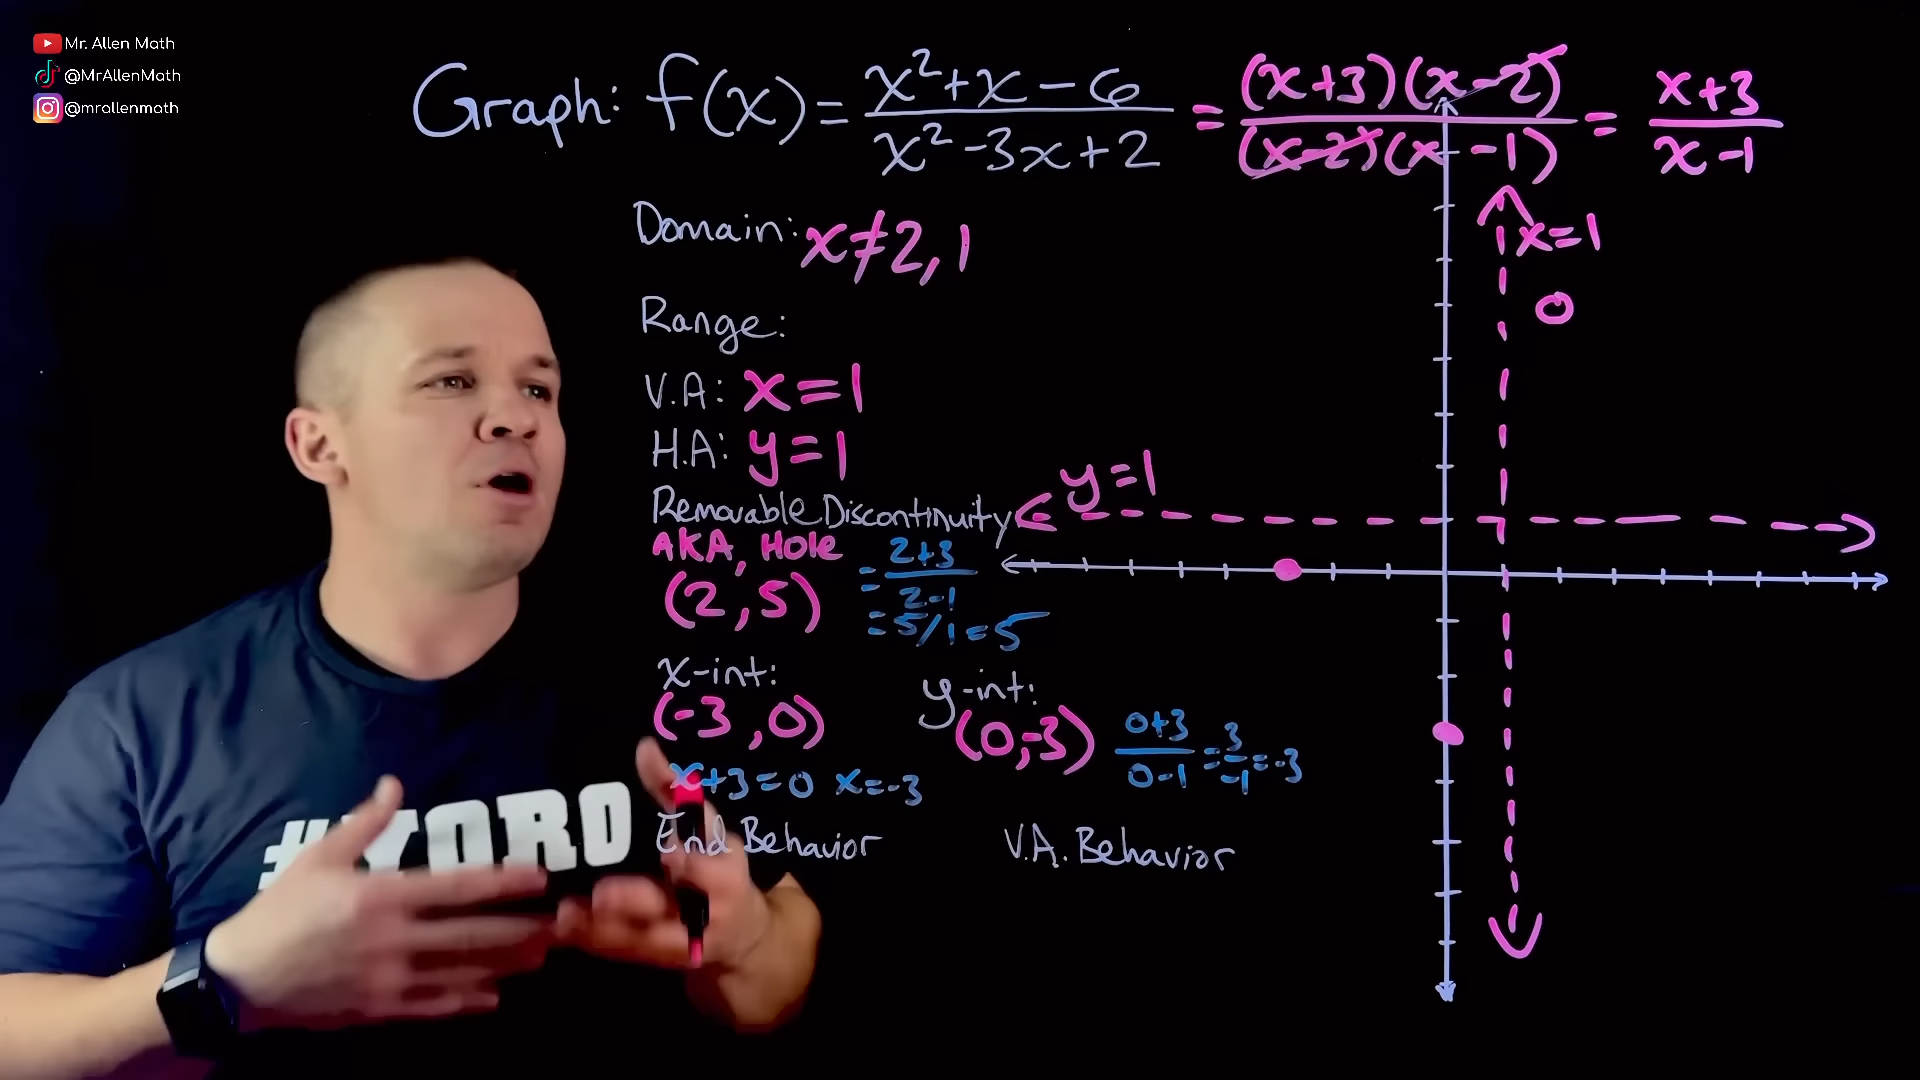 Mr. Allen Math
@MrAllenMath
@mrallenmath
Graph: f(x) = x²+x-6 / x²-3x+2 = (x+3)(x-2) / (x-2)(x-1) = x+3 / x-1
Domain: x≠2, 1
Range:
V.A: x=1
H.A: y=1
Removable Discontinuity
AKA, Hole
(2, 5)
= 2+3 / 2-1
= 5/1 = 5
x-int:
(-3, 0)
x+3=0 x=-3
y-int:
(0,-3)
0+3 / 0-1 = 3 / -1 = -3
End Behavior
V.A. Behavior
x=1
y=1
#YORO